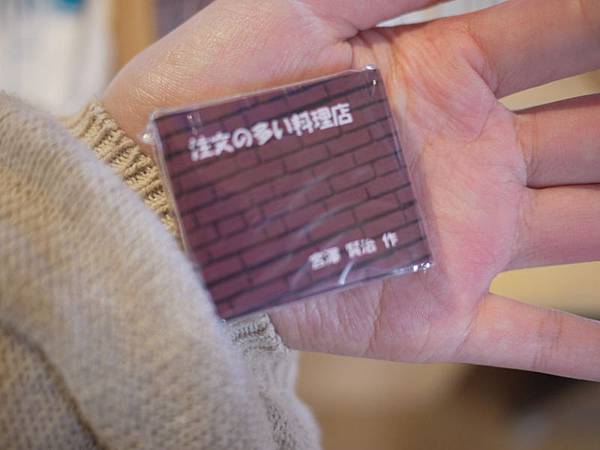 注文の多い料理店
宮澤 賢治 作